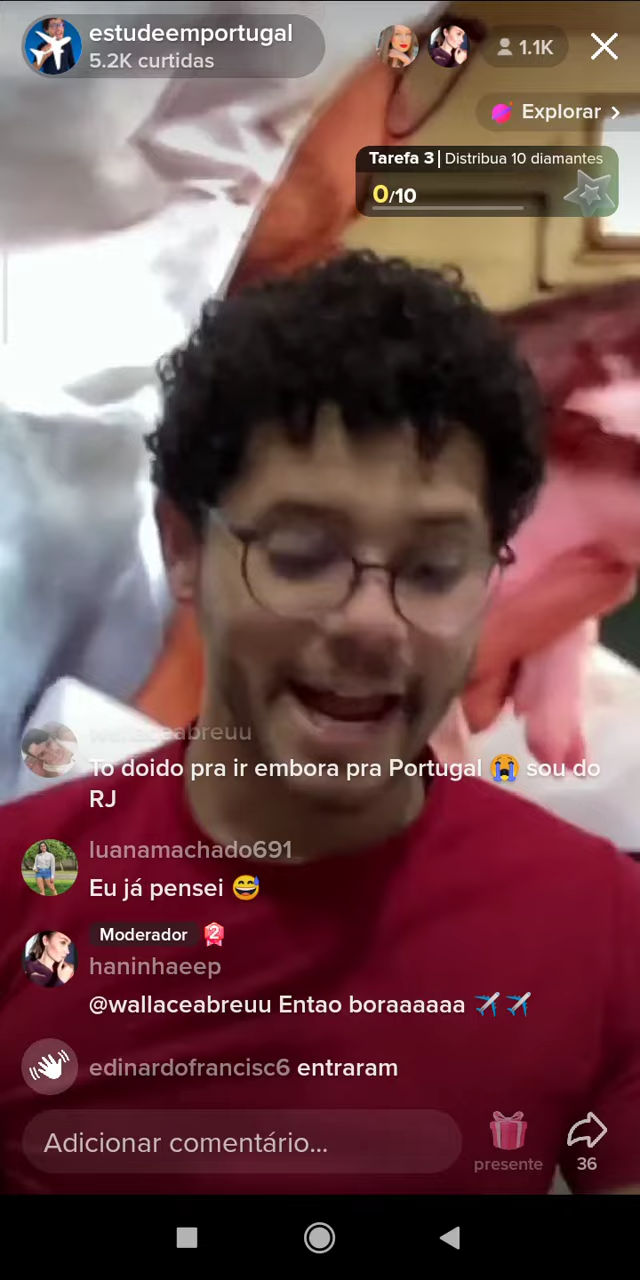 estudeemportugal
5.2K curtidas
1.1K
Explorar
Tarefa 3 | Distribua 10 diamantes
0/10
wallaceabreuu
To doido pra ir embora pra Portugal 😭 sou do
RJ
luanamachado691
Eu já pensei 😅
Moderador 2
haninhaeep
@wallaceabreuu Entao boraaaaaa ✈️ ✈️
edinardofrancisc6 entraram
Adicionar comentário...
presente
36